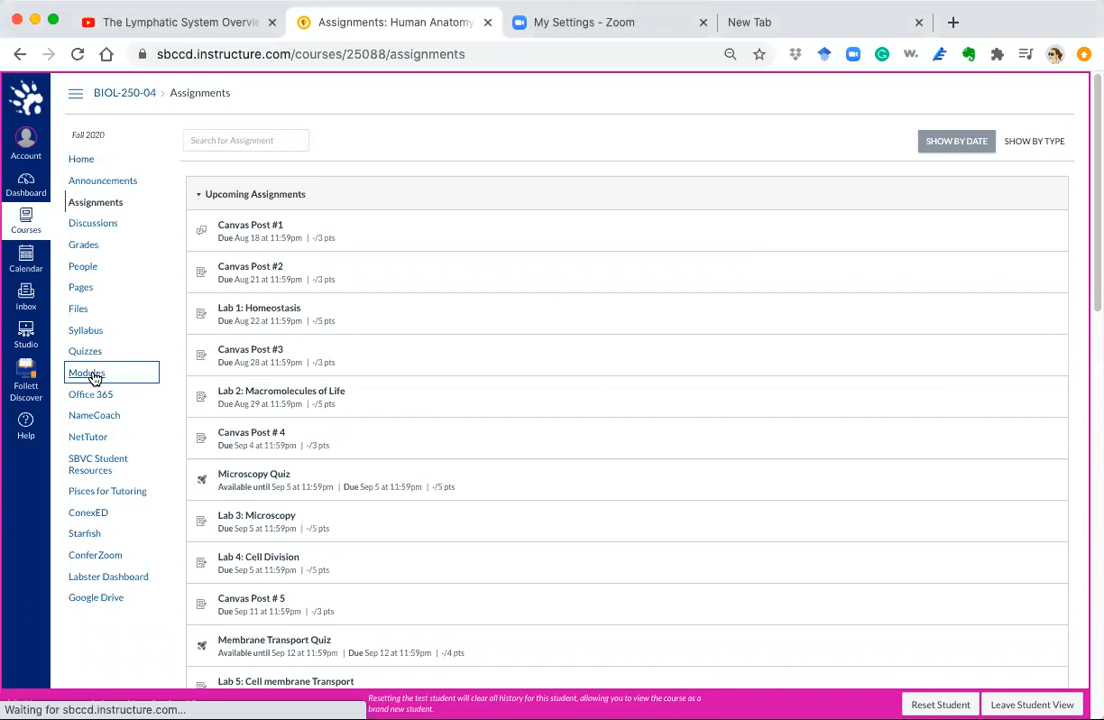 The Lymphatic System Overvie
Assignments: Human Anatomy
My Settings - Zoom
New Tab
sbccd.instructure.com/courses/25088/assignments
BIOL-250-04 › Assignments
Account
Dashboard
Courses
Calendar
Inbox
Studio
Follett
Discover
Help
Fall 2020
Home
Announcements
Assignments
Discussions
Grades
People
Pages
Files
Syllabus
Quizzes
Modules
Office 365
NameCoach
NetTutor
SBVC Student
Resources
Pisces for Tutoring
ConexED
Starfish
ConferZoom
Labster Dashboard
Google Drive
Search for Assignment
SHOW BY DATE
SHOW BY TYPE
Upcoming Assignments
Canvas Post #1
Due Aug 18 at 11:59pm | -/3 pts
Canvas Post #2
Due Aug 21 at 11:59pm | -/3 pts
Lab 1: Homeostasis
Due Aug 22 at 11:59pm | -/5 pts
Canvas Post #3
Due Aug 28 at 11:59pm | -/3 pts
Lab 2: Macromolecules of Life
Due Aug 29 at 11:59pm | -/5 pts
Canvas Post # 4
Due Sep 4 at 11:59pm | -/3 pts
Microscopy Quiz
Available until Sep 5 at 11:59pm | Due Sep 5 at 11:59pm | -/5 pts
Lab 3: Microscopy
Due Sep 5 at 11:59pm | -/5 pts
Lab 4: Cell Division
Due Sep 5 at 11:59pm | -/5 pts
Canvas Post # 5
Due Sep 11 at 11:59pm | -/3 pts
Membrane Transport Quiz
Available until Sep 12 at 11:59pm | Due Sep 12 at 11:59pm | -/4 pts
Lab 5: Cell membrane Transport
Resetting the test student will clear all history for this student, allowing you to view the course as a
brand new student.
Reset Student
Leave Student View
Waiting for sbccd.instructure.com...